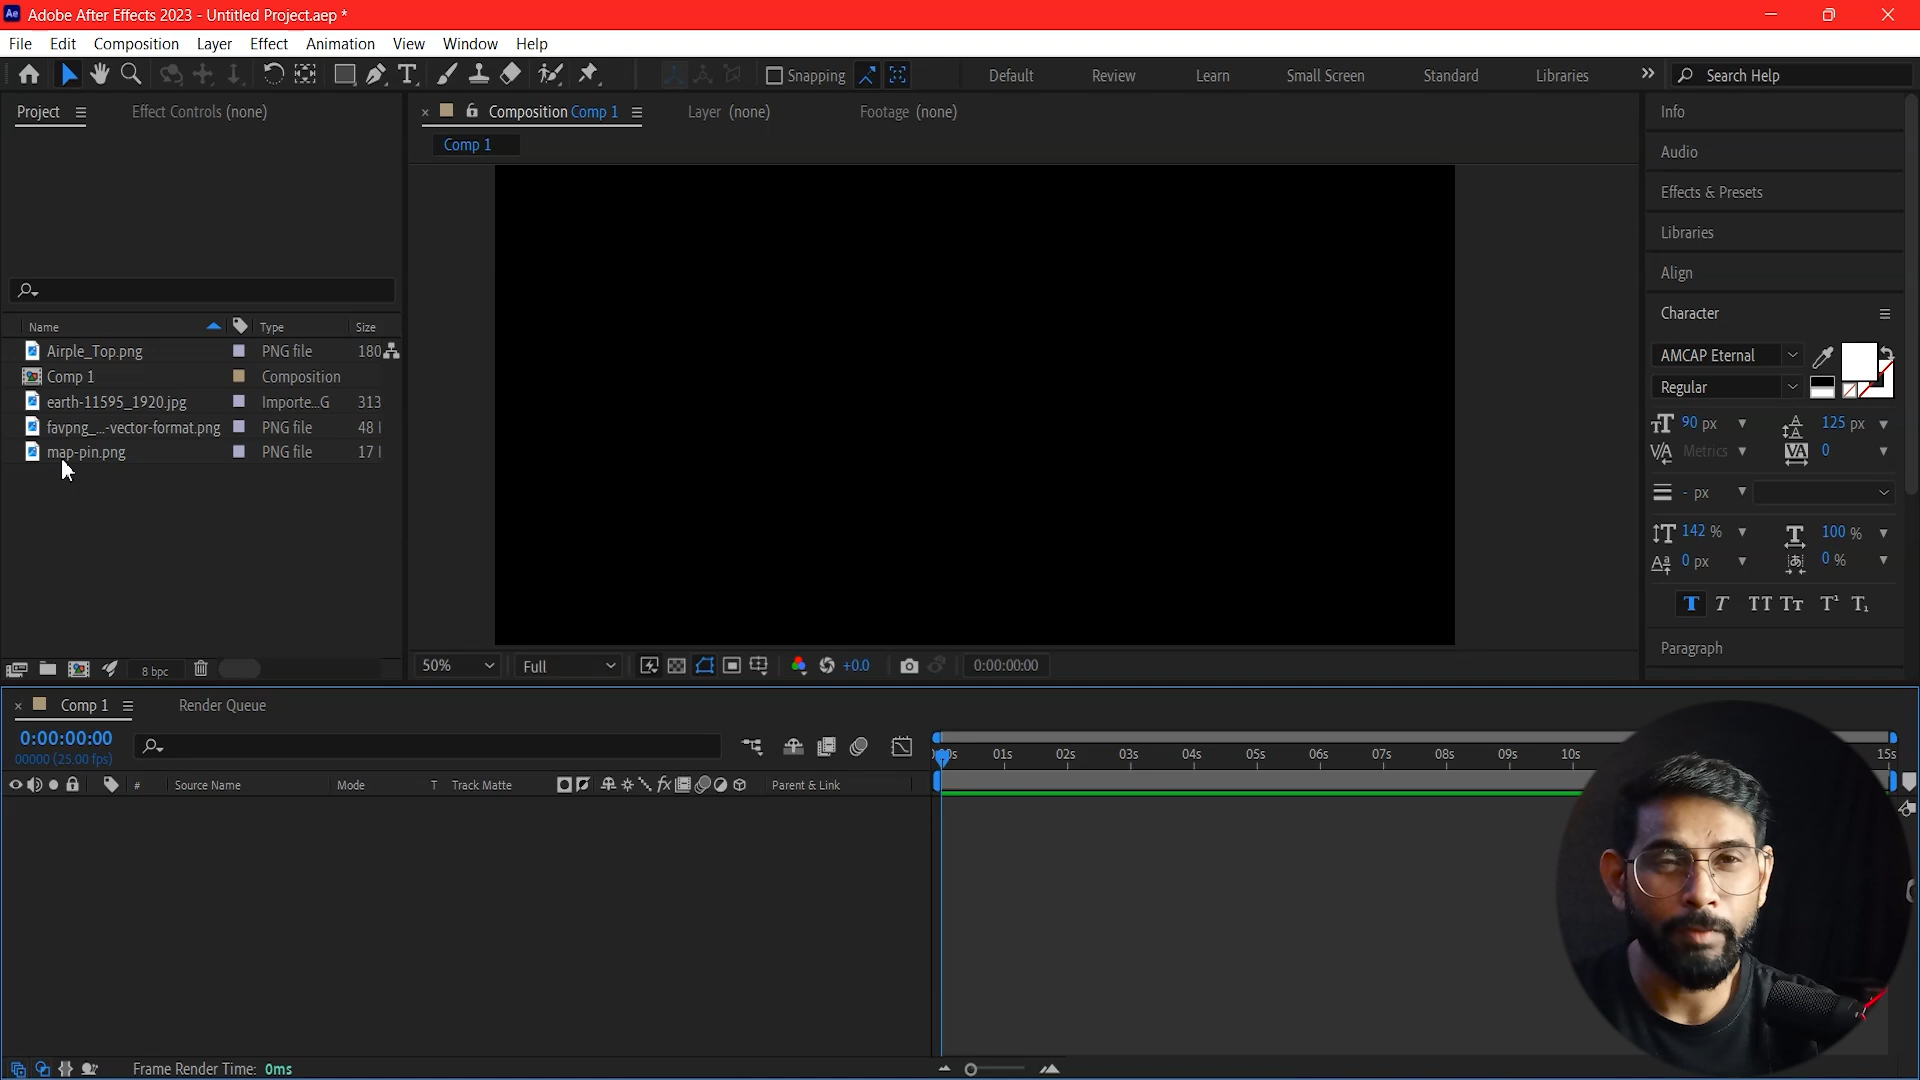 Ae Adobe After Effects 2023 - Untitled Project.aep *
File Edit Composition Layer Effect Animation View Window Help
Snapping Default Review Learn Small Screen Standard Libraries Search Help
Project Effect Controls (none) Composition Comp 1 Layer (none) Footage (none)
Comp 1
Info
Audio
Effects & Presets
Libraries
Align
Character
AMCAP Eternal
Regular
90 px 125 px
Metrics 0
- px
142 % 100 %
0 px 0 %
T T TT Tт T¹ T₁
Paragraph
Name Type Size
Airple_Top.png PNG file 180
Comp 1 Composition
earth-11595_1920.jpg Importe...G 313
favpng_...-vector-format.png PNG file 48
map-pin.png PNG file 17
8 bpc
50% Full +0.0 0:00:00:00
Comp 1 Render Queue
0:00:00:00
00000 (25.00 fps)
01s 02s 03s 04s 05s 06s 07s 08s 09s 10s 15s
# Source Name Mode T Track Matte fx Parent & Link
Frame Render Time: 0ms